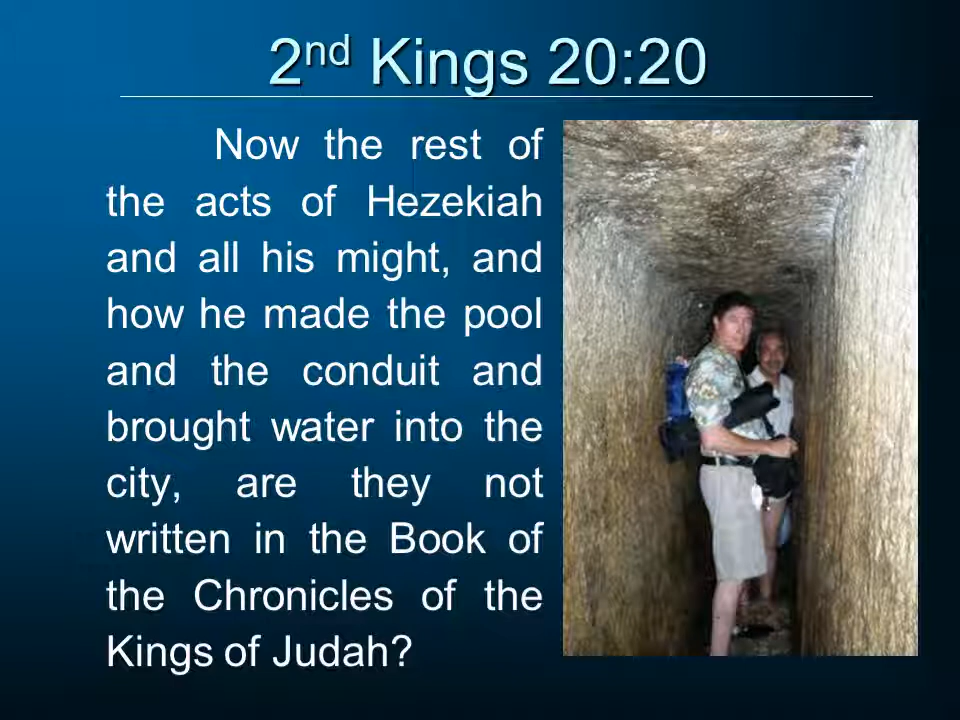 2nd Kings 20:20
Now the rest of
the acts of Hezekiah
and all his might, and
how he made the pool
and the conduit and
brought water into the
city, are they not
written in the Book of
the Chronicles of the
Kings of Judah?